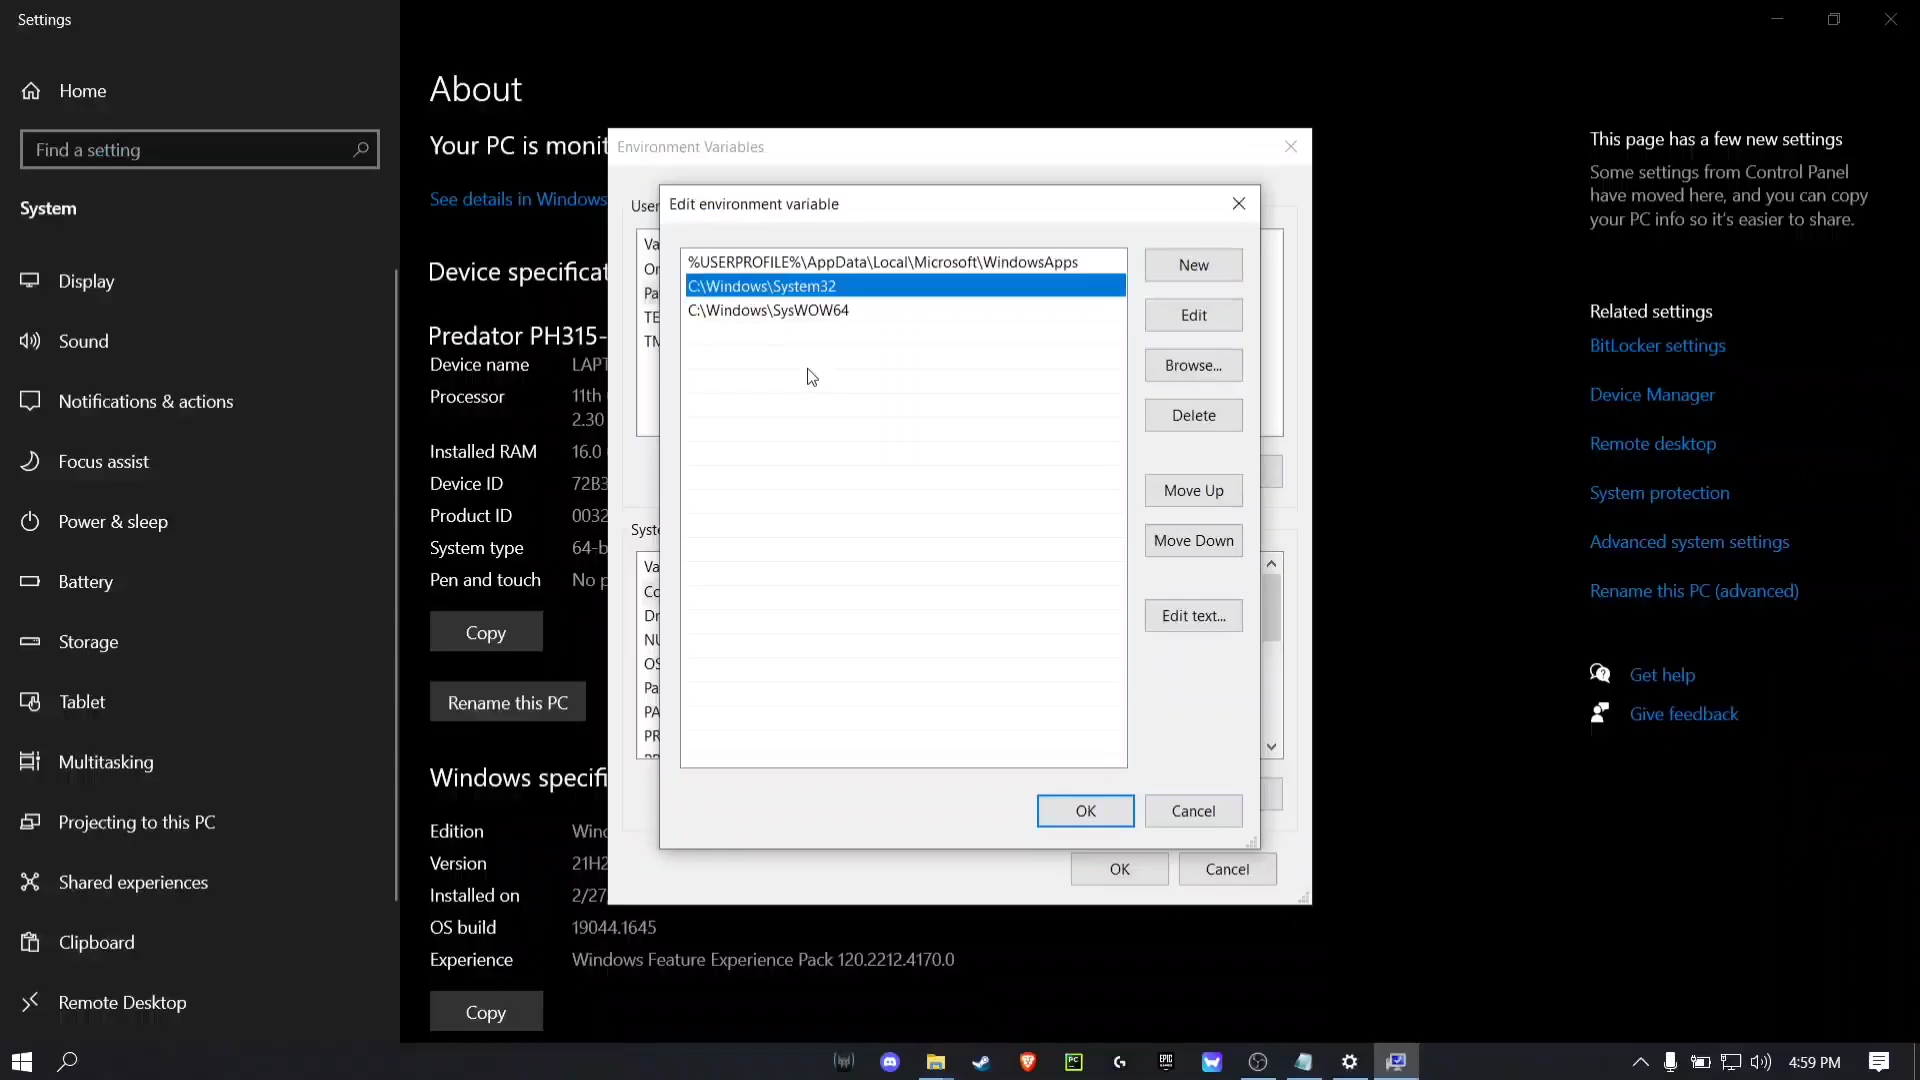 Settings
Home
Find a setting
System
Display
Sound
Notifications & actions
Focus assist
Power & sleep
Battery
Storage
Tablet
Multitasking
Projecting to this PC
Shared experiences
Clipboard
Remote Desktop
About
Your PC is monit
See details in Windows
Device specificat
Predator PH315-
Device name LAPT
Processor 11th
2.30
Installed RAM 16.0
Device ID 72B3
Product ID 0032
System type 64-b
Pen and touch No p
Copy
Rename this PC
Windows specifi
Edition Wind
Version 21H2
Installed on 2/27
OS build 19044.1645
Experience Windows Feature Experience Pack 120.2212.4170.0
Copy
Environment Variables
User
Va
On
Pa
TE
TM
Syste
Va
Co
Dr
NU
OS
Pa
PA
PR
OK
Cancel
Edit environment variable
%USERPROFILE%\AppData\Local\Microsoft\WindowsApps
C:\Windows\System32
C:\Windows\SysWOW64
New
Edit
Browse...
Delete
Move Up
Move Down
Edit text...
OK
Cancel
This page has a few new settings
Some settings from Control Panel
have moved here, and you can copy
your PC info so it's easier to share.
Related settings
BitLocker settings
Device Manager
Remote desktop
System protection
Advanced system settings
Rename this PC (advanced)
Get help
Give feedback
PC
EPIC
GAMES
4:59 PM